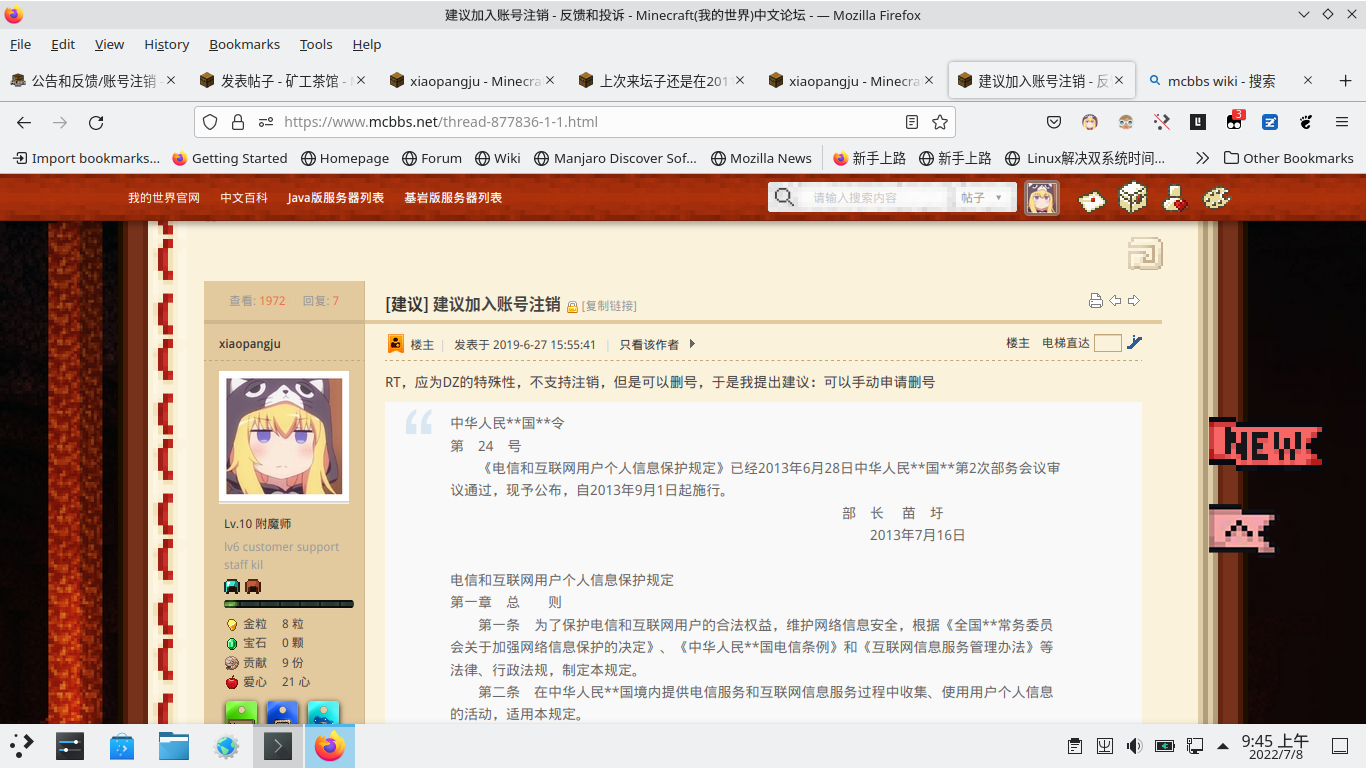 建议加入账号注销 - 反馈和投诉 - Minecraft(我的世界)中文论坛 - — Mozilla Firefox
File Edit View History Bookmarks Tools Help
公告和反馈/账号注销 - 发表帖子 - 矿工茶馆 - xiaopangju - Minecra 上次来坛子还是在201 xiaopangju - Minecra 建议加入账号注销 - 反 mcbbs wiki - 搜索
https://www.mcbbs.net/thread-877836-1-1.html 3
Import bookmarks... Getting Started Homepage Forum Wiki Manjaro Discover Sof... Mozilla News 新手上路 新手上路 Linux解决双系统时间... Other Bookmarks
我的世界官网 中文百科 Java版服务器列表 基岩版服务器列表 请输入搜索内容 帖子
查看: 1972 回复: 7
[建议] 建议加入账号注销 [复制链接]
xiaopangju
楼主 | 发表于 2019-6-27 15:55:41 | 只看该作者
楼主 电梯直达
RT，应为DZ的特殊性，不支持注销，但是可以删号，于是我提出建议：可以手动申请删号
中华人民**国**令
第 24 号
《电信和互联网用户个人信息保护规定》已经2013年6月28日中华人民**国**第2次部务会议审
议通过，现予公布，自2013年9月1日起施行。
部 长 苗 圩
2013年7月16日
电信和互联网用户个人信息保护规定
第一章 总 则
第一条 为了保护电信和互联网用户的合法权益，维护网络信息安全，根据《全国**常务委员
会关于加强网络信息保护的决定》、《中华人民**国电信条例》和《互联网信息服务管理办法》等
法律、行政法规，制定本规定。
第二条 在中华人民**国境内提供电信服务和互联网信息服务过程中收集、使用用户个人信息
的活动，适用本规定。
Lv.10 附魔师
lv6 customer support
staff kil
金粒 8 粒
宝石 0 颗
贡献 9 份
爱心 21 心
NEW
9:45 上午
2022/7/8